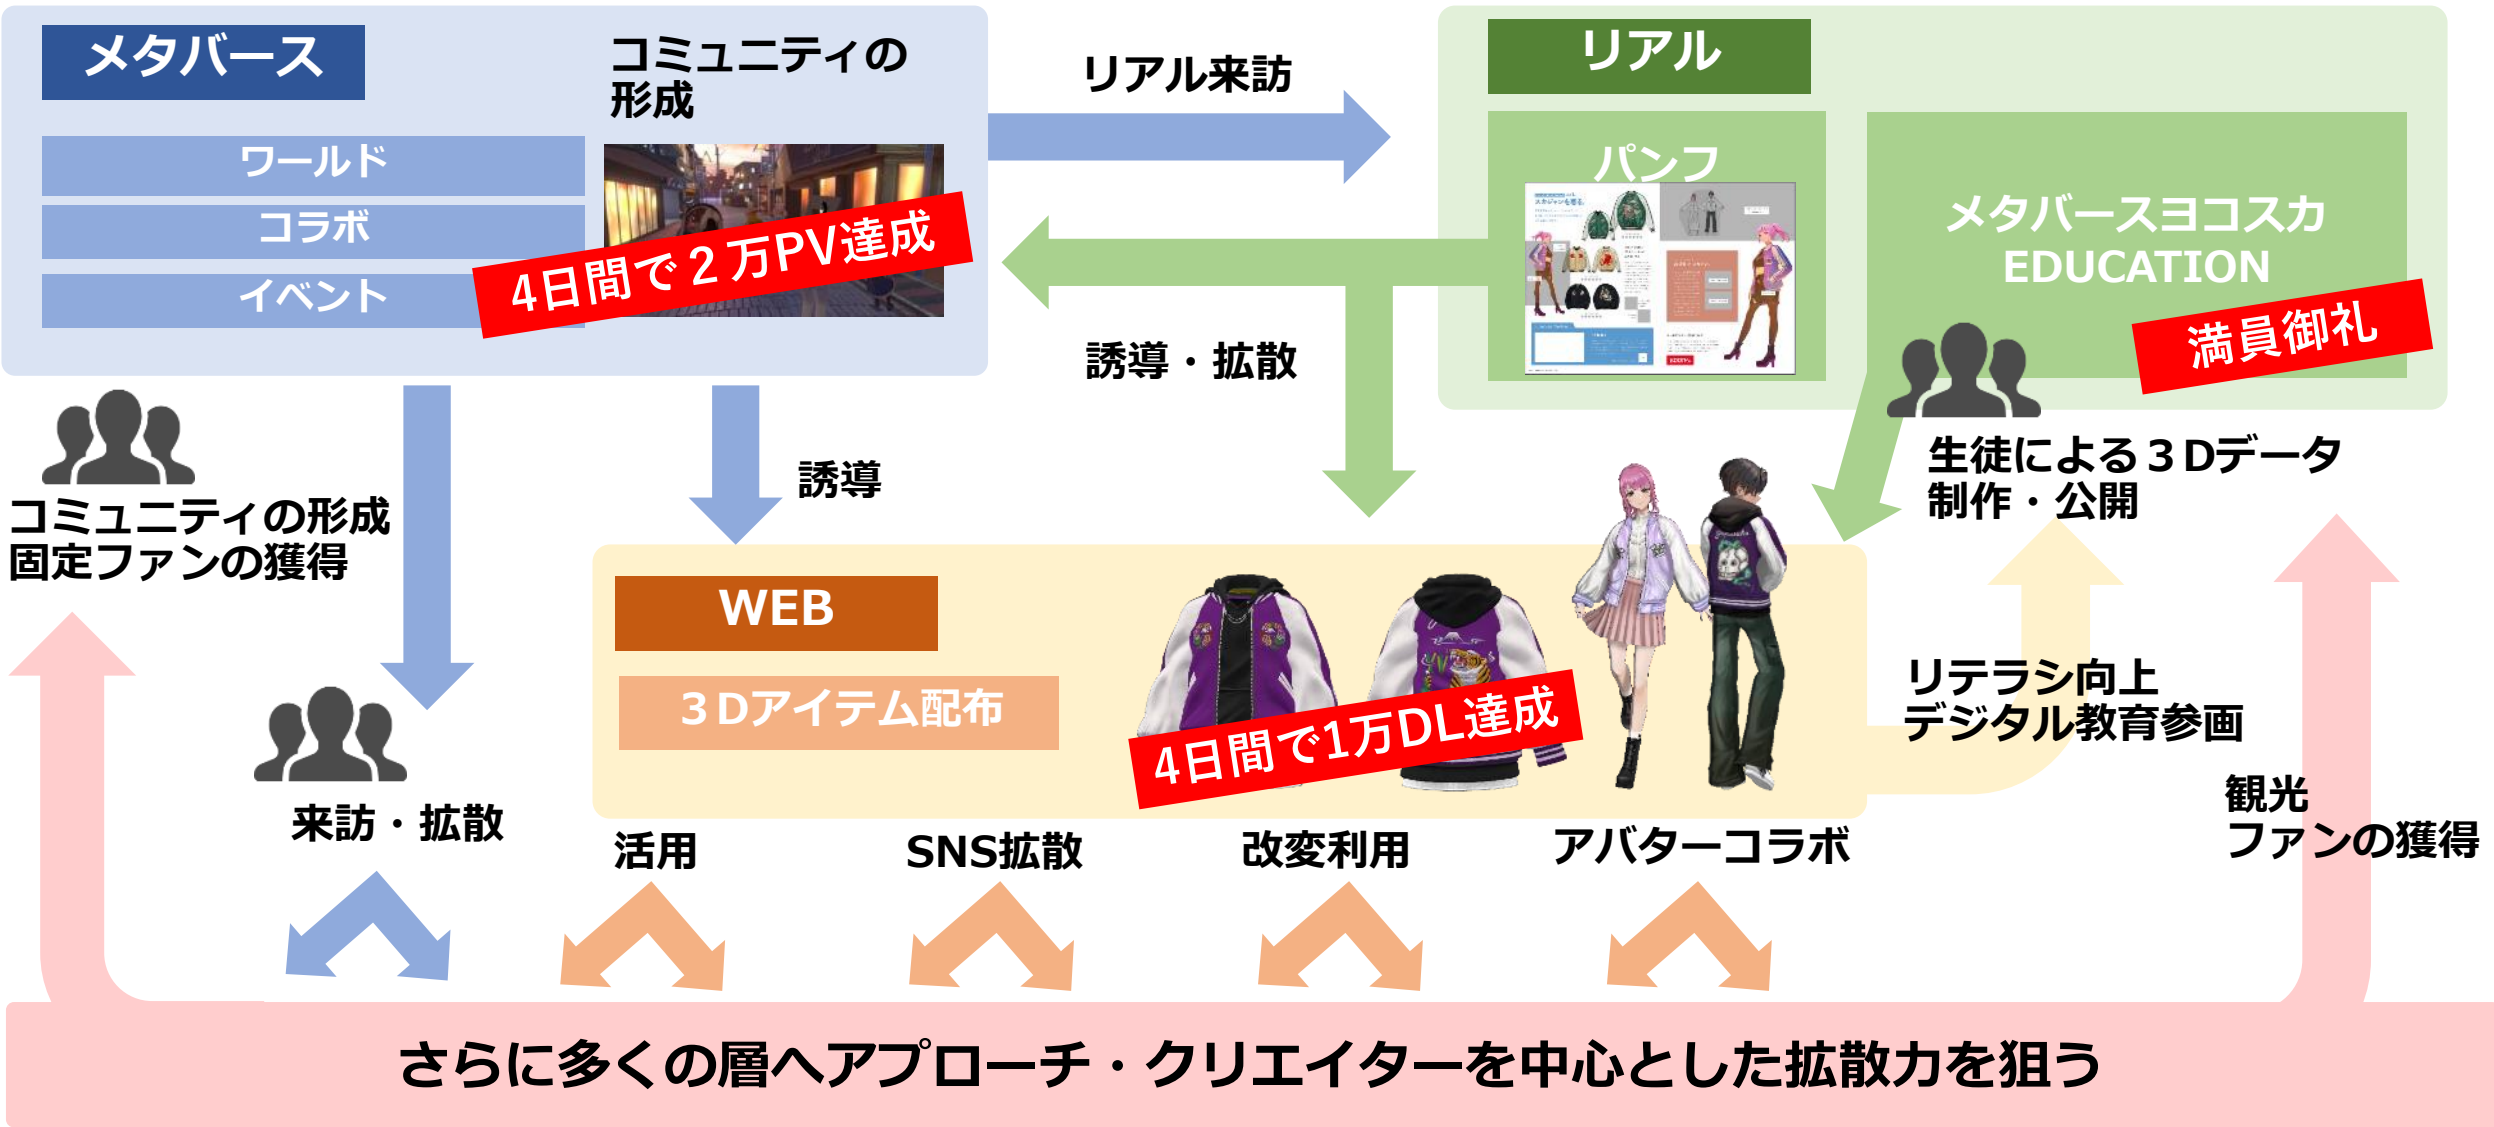 メタバース
コミュニティの
形成
ワールド
コラボ
イベント
4日間で２万PV達成
リアル来訪
リアル
パンフ
スカジャンを着る。
メタバースヨコスカ
EDUCATION
満員御礼
誘導・拡散
生徒による３Dデータ
制作・公開
コミュニティの形成
固定ファンの獲得
誘導
WEB
３Dアイテム配布
4日間で1万DL達成
リテラシ向上
デジタル教育参画
来訪・拡散
観光
ファンの獲得
活用
SNS拡散
改変利用
アバターコラボ
さらに多くの層へアプローチ・クリエイターを中心とした拡散力を狙う